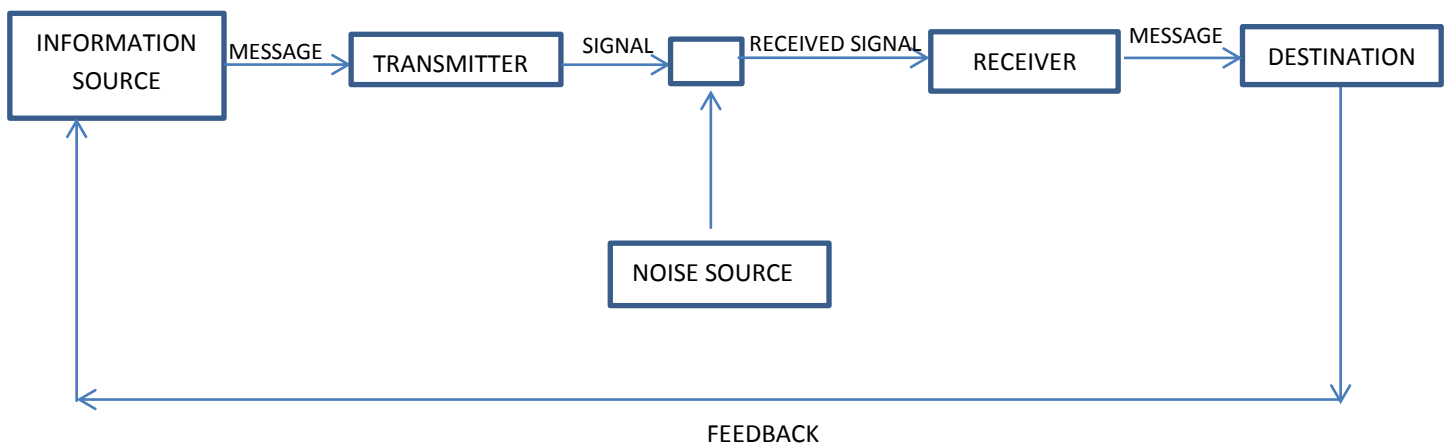 INFORMATION
SOURCE
MESSAGE
TRANSMITTER
SIGNAL
RECEIVED SIGNAL
RECEIVER
MESSAGE
DESTINATION
NOISE SOURCE
FEEDBACK